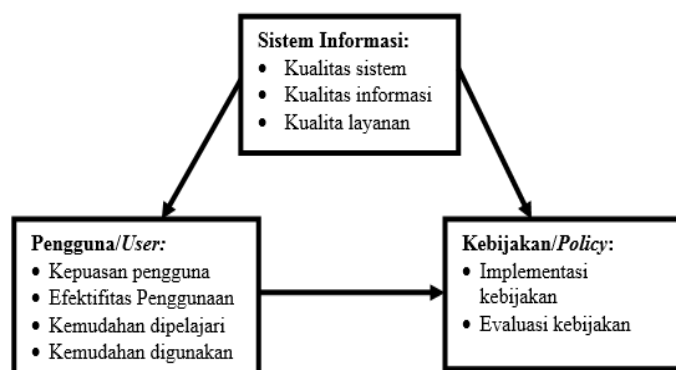 Sistem Informasi:
• Kualitas sistem
• Kualitas informasi
• Kualita layanan
Pengguna/User:
• Kepuasan pengguna
• Efektifitas Penggunaan
• Kemudahan dipelajari
• Kemudahan digunakan
Kebijakan/Policy:
• Implementasi
kebijakan
• Evaluasi kebijakan